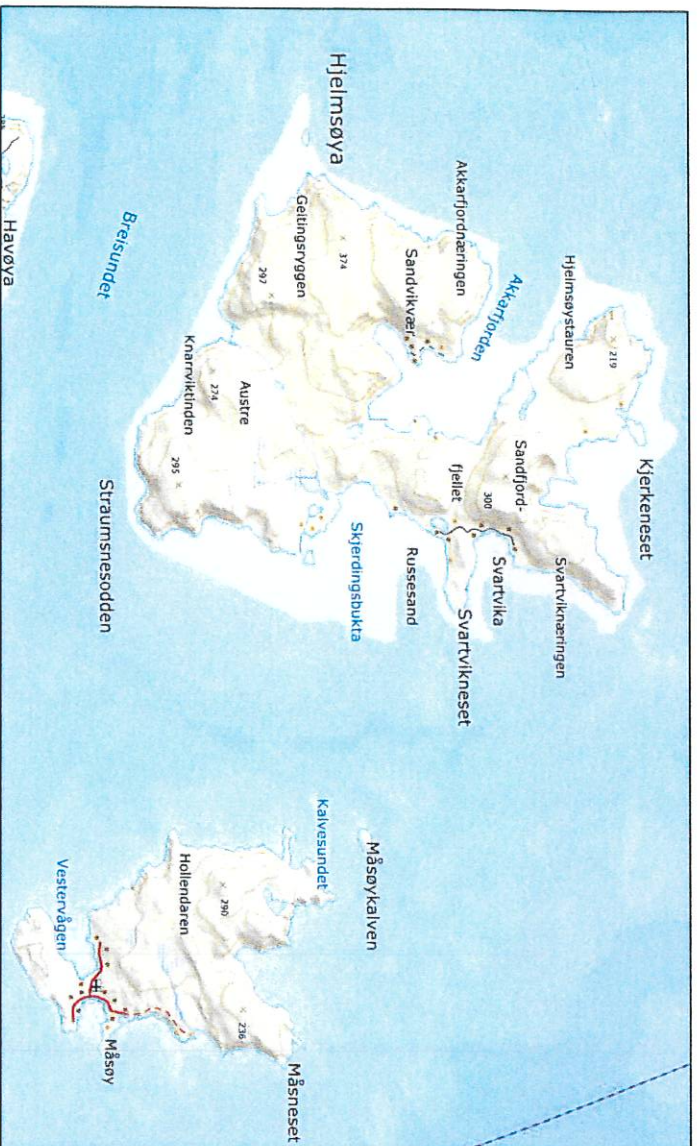 Kjerkeneset
219
Hjelmsøystauren
Svartviknæringen
Sandfjord-
fjellet
Akkarfjorden
300
Svartvika
Akkarfjordnæringen
Svartvikneset
Sandvikvær
Russesand
Måsøykalven
Skjerdingsbukta
374
Hjelmsøya
Kalvesundet
Geitingsryggen
Måsneset
297
Austre
Knarrviktinden
236
290
274
Hollendaren
295
Breisundet
Straumsnesodden
Måsøy
Vestervågen
Havøya